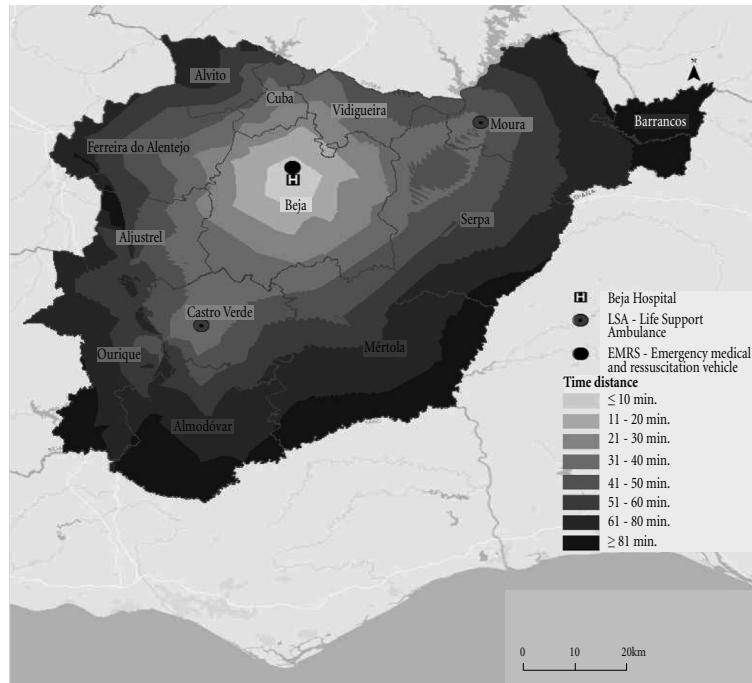 Alvito
Cuba
Vidigueira
Moura
Barrancos
N
Ferreira do Alentejo
H
Beja
Serpa
Aljustrel
Castro Verde
Ourique
Mértola
Almodóvar
H Beja Hospital
LSA - Life Support
Ambulance
EMRS - Emergency medical
and ressuscitation vehicle
Time distance
≤ 10 min.
11 - 20 min.
21 - 30 min.
31 - 40 min.
41 - 50 min.
51 - 60 min.
61 - 80 min.
≥ 81 min.
0 10 20km